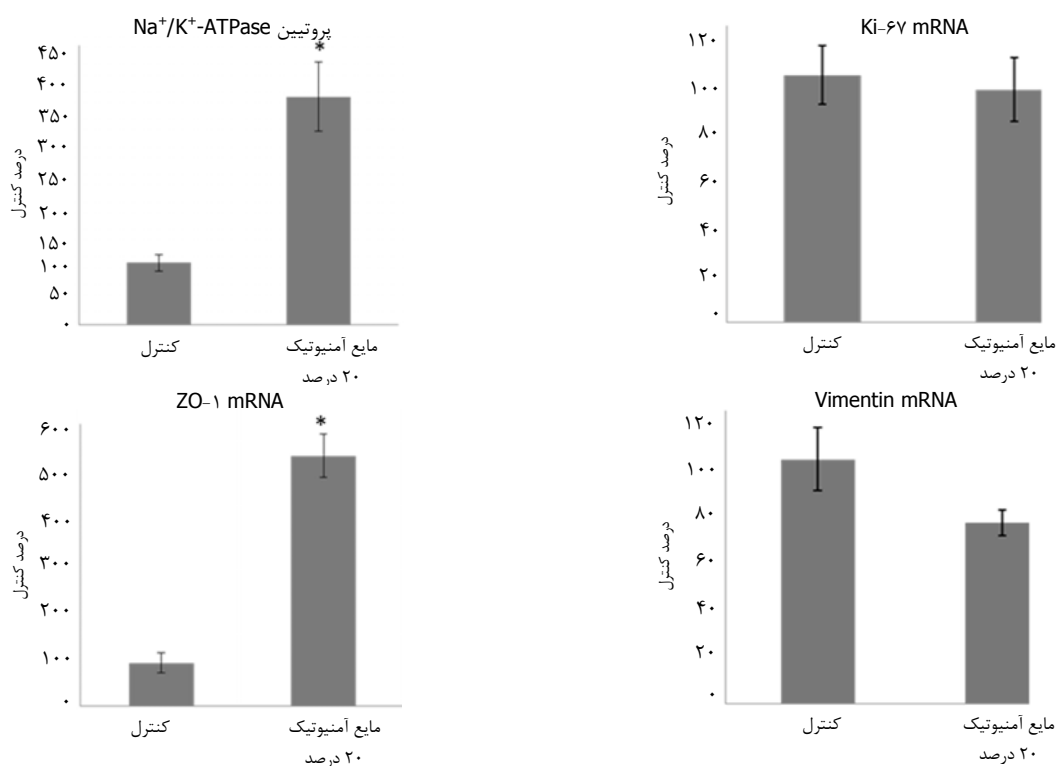 پروتیین Na⁺/K⁺-ATPase
*
۴۵۰
۴۰۰
۳۵۰
۳۰۰
۲۵۰
۲۰۰
۱۵۰
۱۰۰
۵۰
۰
درصد کنترل
کنترل
مایع آمنیوتیک
۲۰ درصد
Ki-۶۷ mRNA
۱۲۰
۱۰۰
۸۰
۶۰
۴۰
۲۰
۰
درصد کنترل
کنترل
مایع آمنیوتیک
۲۰ درصد
ZO-۱ mRNA
*
۶۰۰
۵۰۰
۴۰۰
۳۰۰
۲۰۰
۱۰۰
۰
درصد کنترل
کنترل
مایع آمنیوتیک
۲۰ درصد
Vimentin mRNA
۱۲۰
۱۰۰
۸۰
۶۰
۴۰
۲۰
۰
درصد کنترل
کنترل
مایع آمنیوتیک
۲۰ درصد